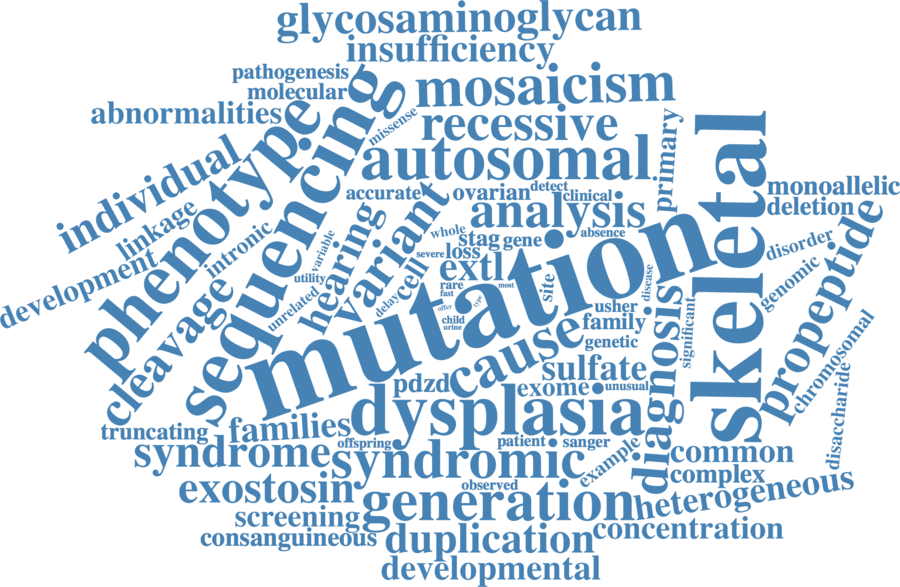 glycosaminoglycan
insufficiency
pathogenesis
molecular
mosaicism
abnormalities
missense
recessive
autosomal
primary
skeletal
individual
phenotype
sequencing
accurate
ovarian
detect
clinical
monoallelic
deletion
linkage
intronic
hearing
variant
analysis
absence
whole
stag
gene
disorder
development
variable
severe
loss
extl
utility
cell
delay
rare
fast
most
offer
type
site
disease
genomic
propeptide
cleavage
unrelated
child
urine
mutation
usher
family
genetic
significant
chromosomal
cause
diagnosis
sulfate
pdzd
exome
unusual
disaccharide
truncating
families
dysplasia
offspring
patient
sanger
example
syndrome
syndromic
common
complex
exostosin
observed
generation
heterogeneous
screening
consanguineous
duplication
concentration
developmental